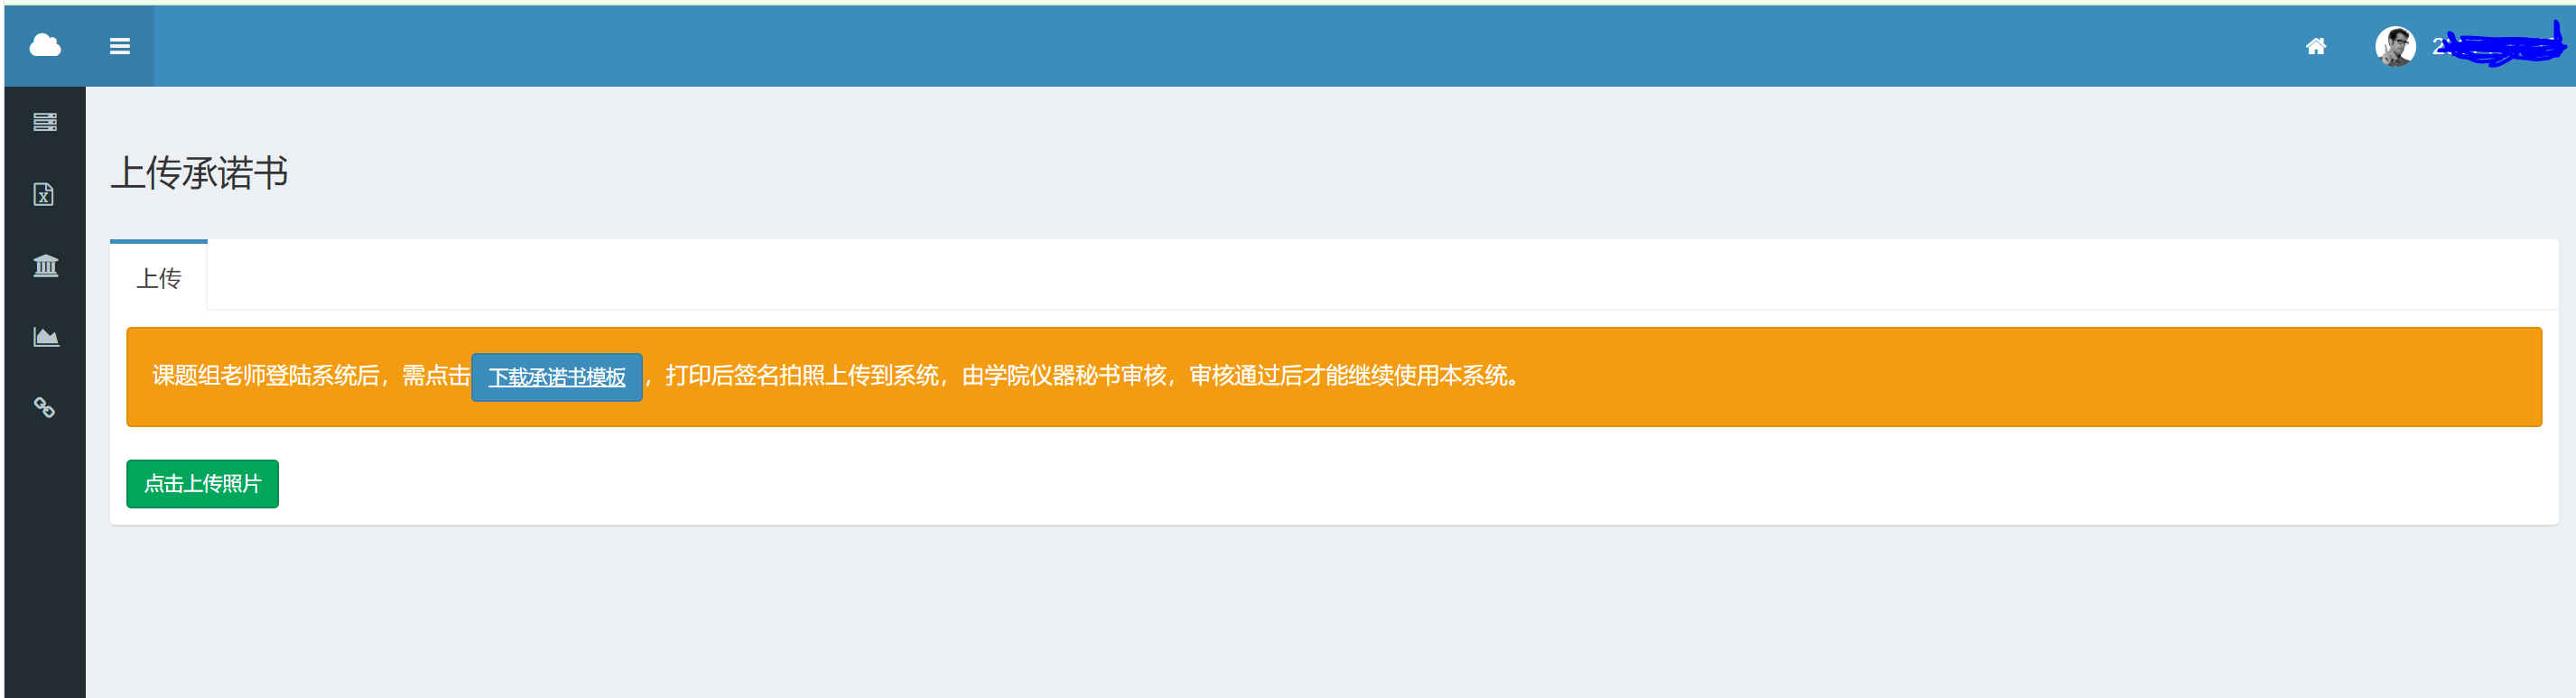 上传承诺书
上传
课题组老师登陆系统后，需点击下载承诺书模板，打印后签名拍照上传到系统，由学院仪器秘书审核，审核通过后才能继续使用本系统。
点击上传照片